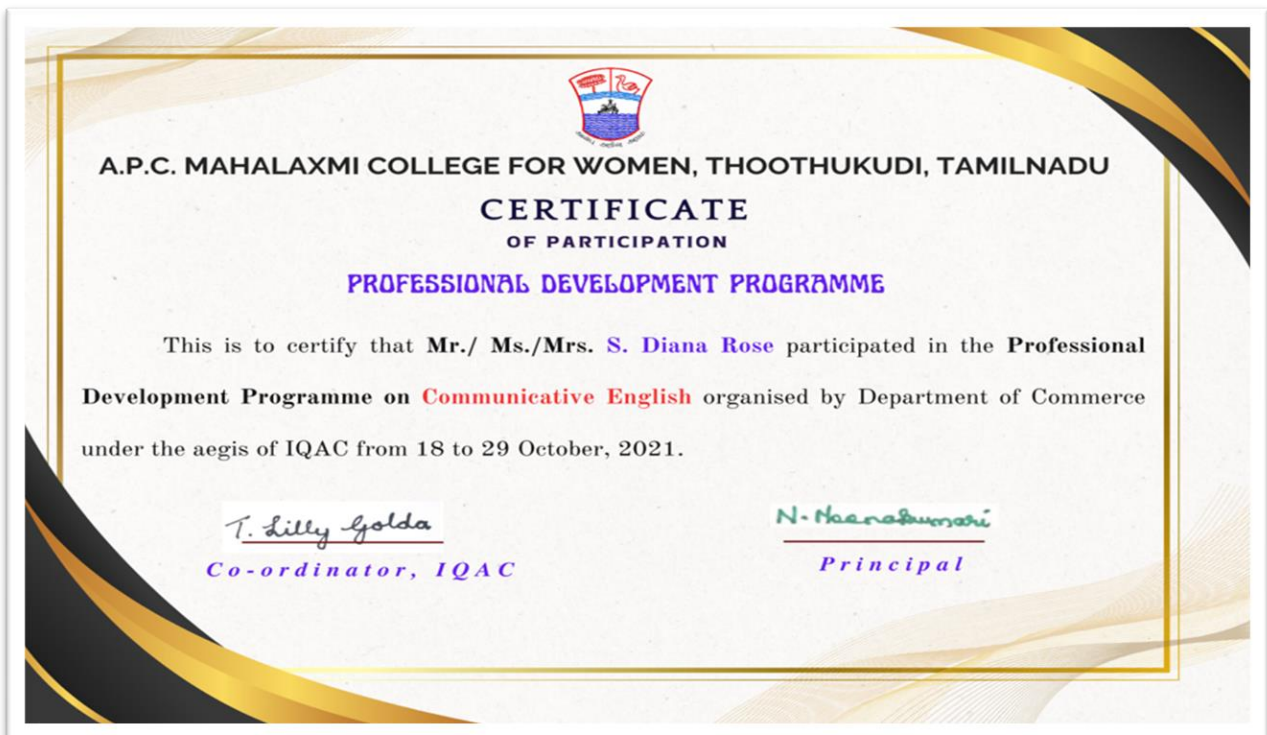 A.P.C. MAHALAXMI COLLEGE FOR WOMEN, THOOTHUKUDI, TAMILNADU
CERTIFICATE
OF PARTICIPATION
PROFESSIONAL DEVELOPMENT PROGRAMME
This is to certify that Mr./ Ms./Mrs. S. Diana Rose participated in the Professional
Development Programme on Communicative English organised by Department of Commerce
under the aegis of IQAC from 18 to 29 October, 2021.
T. Lilly Golda
N. Meenakumari
Co-ordinator, IQAC
Principal